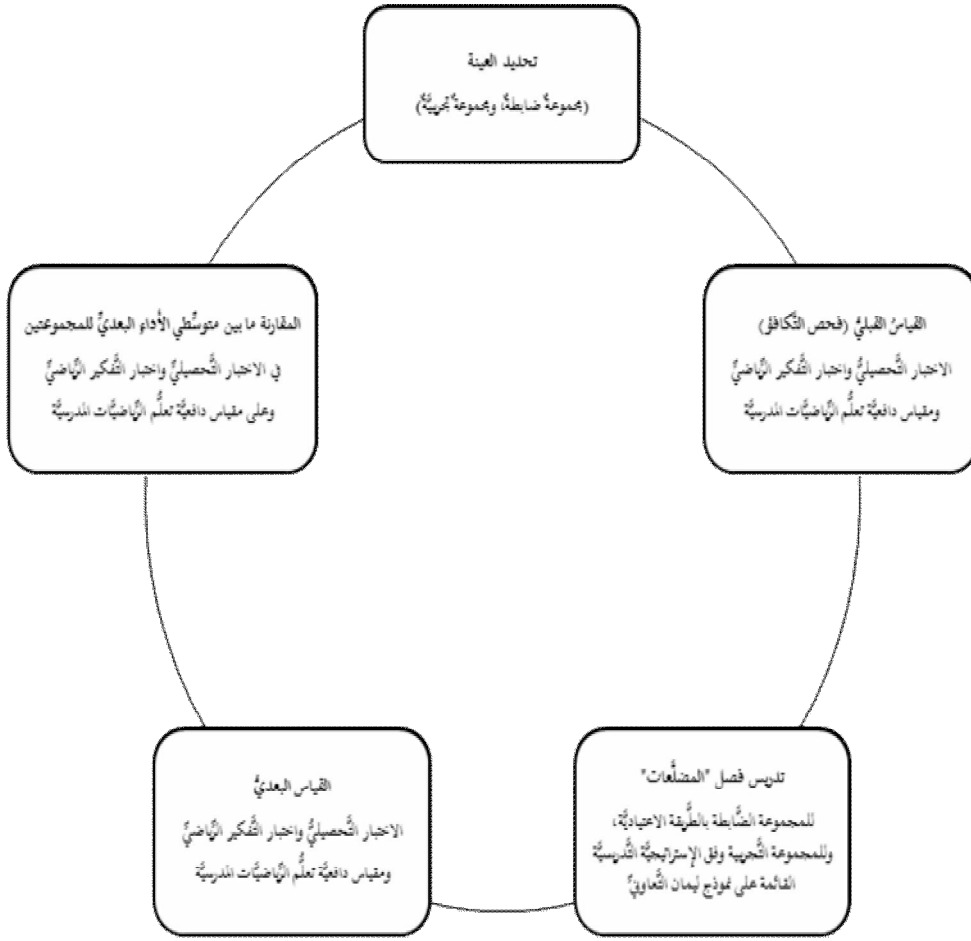 تحديد العينة
(مجموعةٌ ضابطةٌ، ومجموعةٌ تجريبيَّةٌ)
القياسُ القبليُّ (فحص التَّكافؤ)
الاختبار التَّحصيليُّ واختبار التَّفكير الرِّياضيِّ
ومقياس دافعيَّة تعلُّم الرِّياضيَّات المدرسيَّة
تدريس فصل "المضلَّعات"
للمجموعة الضَّابطة بالطَّريقة الاعتياديَّة،
وللمجموعة التَّجريبية وفق الإستراتيجيَّة التَّدريسيَّة
القائمة على نموذج ليمان التَّعاونيِّ
القياس البعديُّ
الاختبار التَّحصيليُّ واختبار التَّفكير الرِّياضيِّ
ومقياس دافعيَّة تعلُّم الرِّياضيَّات المدرسيَّة
المقارنة ما بين متوسِّطي الأداء البعديِّ للمجموعتين
في الاختبار التَّحصيليِّ واختبار التَّفكير الرِّياضيِّ
وعلى مقياس دافعيَّة تعلُّم الرِّياضيَّات المدرسيَّة